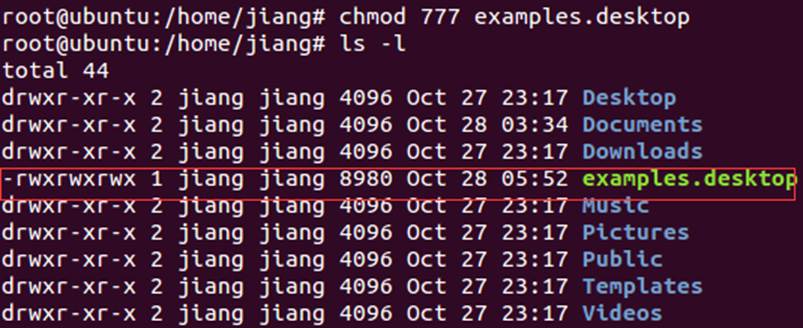 root@ubuntu:/home/jiang# chmod 777 examples.desktop
root@ubuntu:/home/jiang# ls -l
total 44
drwxr-xr-x 2 jiang jiang 4096 Oct 27 23:17 Desktop
drwxr-xr-x 2 jiang jiang 4096 Oct 28 03:34 Documents
drwxr-xr-x 2 jiang jiang 4096 Oct 27 23:17 Downloads
-rwxrwxrwx 1 jiang jiang 8980 Oct 28 05:52 examples.desktop
drwxr-xr-x 2 jiang jiang 4096 Oct 27 23:17 Music
drwxr-xr-x 2 jiang jiang 4096 Oct 27 23:17 Pictures
drwxr-xr-x 2 jiang jiang 4096 Oct 27 23:17 Public
drwxr-xr-x 2 jiang jiang 4096 Oct 27 23:17 Templates
drwxr-xr-x 2 jiang jiang 4096 Oct 27 23:17 Videos